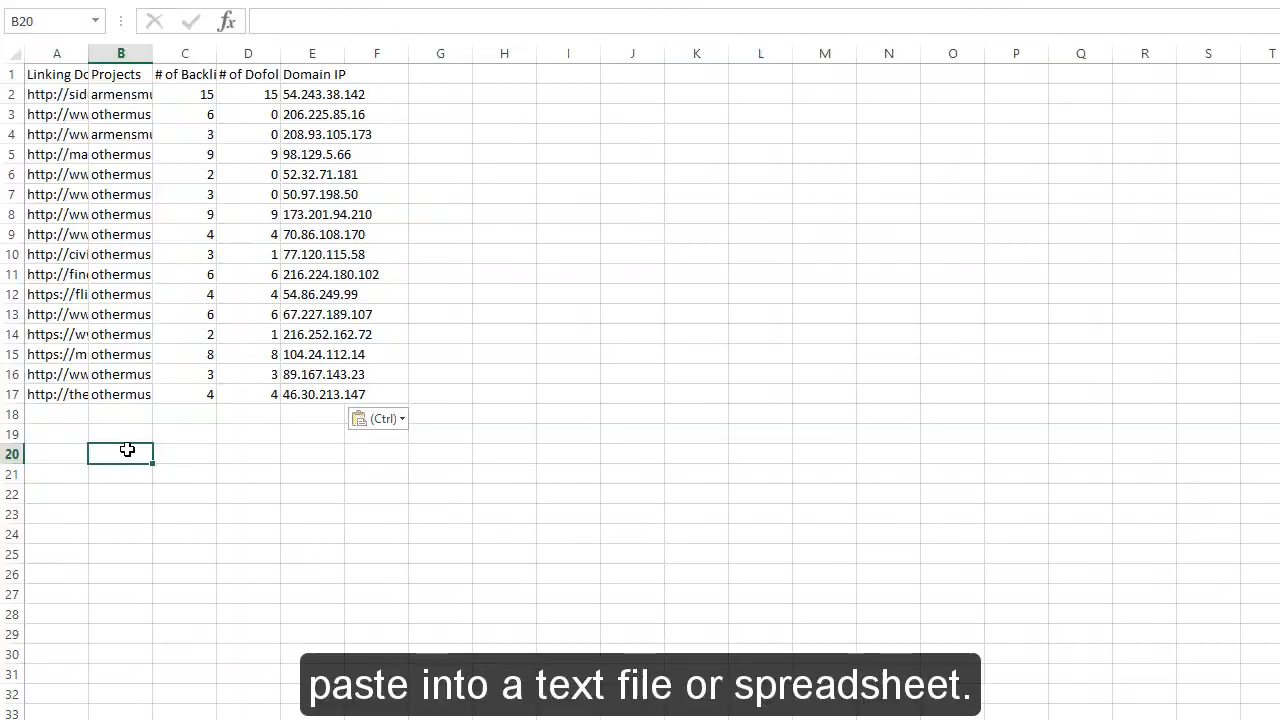 B20 fx
A B C D E F G H I J K L M N O P Q R S T
1 Linking Do Projects # of Backli # of Dofol Domain IP
2 http://sid armensmu 15 15 54.243.38.142
3 http://ww othermus 6 0 206.225.85.16
4 http://ww armensmu 3 0 208.93.105.173
5 http://ma othermus 9 9 98.129.5.66
6 http://ww othermus 2 0 52.32.71.181
7 http://ww othermus 3 0 50.97.198.50
8 http://ww othermus 9 9 173.201.94.210
9 http://ww othermus 4 4 70.86.108.170
10 http://civi othermus 3 1 77.120.115.58
11 http://fin othermus 6 6 216.224.180.102
12 https://fli othermus 4 4 54.86.249.99
13 http://ww othermus 6 6 67.227.189.107
14 https://w othermus 2 1 216.252.162.72
15 https://m othermus 8 8 104.24.112.14
16 http://ww othermus 3 3 89.167.143.23
17 http://the othermus 4 4 46.30.213.147
18 (Ctrl)
19
20
21
22
23
24
25
26
27
28
29
30
31
32
33
paste into a text file or spreadsheet.